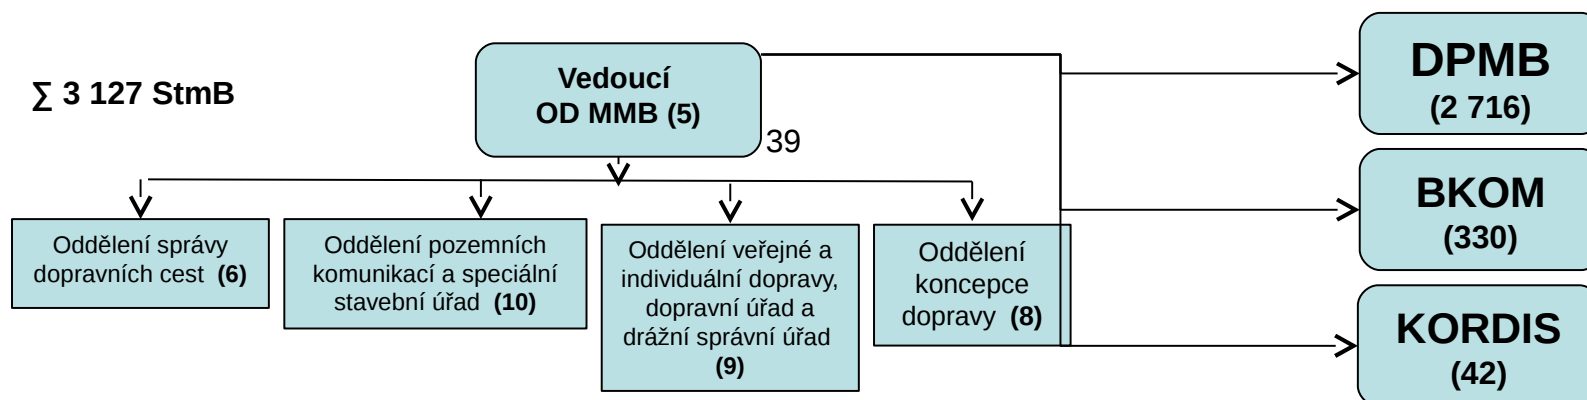 ∑ 3 127 StmB
Vedoucí
OD MMB (5)
39
DPMB
(2 716)
BKOM
(330)
KORDIS
(42)
Oddělení správy
dopravních cest (6)
Oddělení pozemních
komunikací a speciální
stavební úřad (10)
Oddělení veřejné a
individuální dopravy,
dopravní úřad a
drážní správní úřad
(9)
Oddělení
koncepce
dopravy (8)